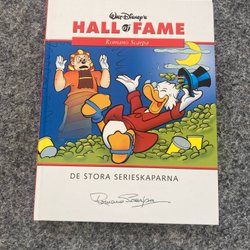 Walt Disney's
HALL of FAME
Romano Scarpa
DE STORA SERIESKAPARNA
Romano Scarpa